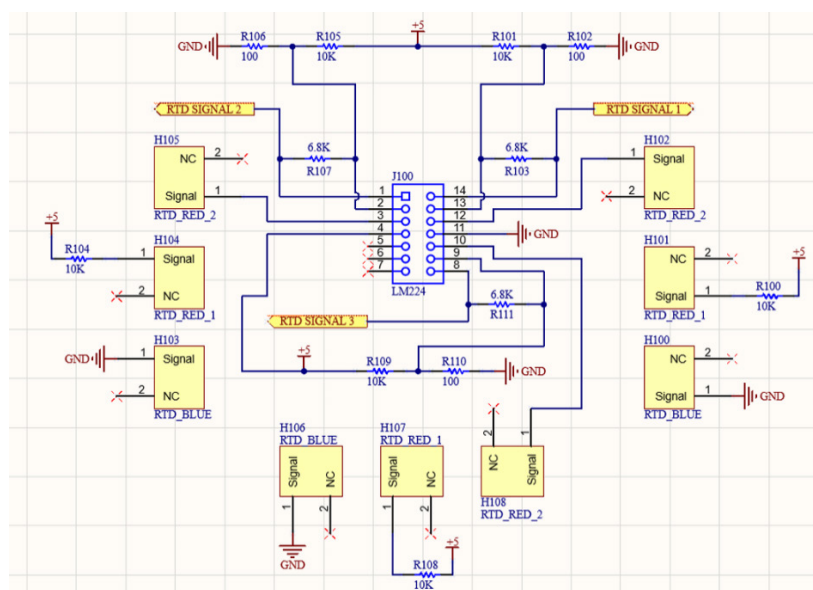 R106
R105
+5
R101
R102
GND
100
10K
10K
100
GND
RTD SIGNAL 2
RTD SIGNAL 1
H105
NC 2
Signal 1
RTD_RED_2
6.8K
R107
6.8K
R103
H102
1 Signal
2 NC
RTD_RED_2
J100
1 14
2 13
3 12
4 11
5 10
6 9
7 8
LM224
GND
+5
R104
10K
H104
Signal 1
NC 2
RTD_RED_1
H101
2 NC
1 Signal
RTD_RED_1
+5
R100
10K
6.8K
R111
RTD SIGNAL 3
GND
H103
1 Signal
2 NC
RTD_BLUE
+5
R109
10K
R110
100
GND
H100
NC 2
Signal 1
RTD_BLUE
GND
H106
RTD_BLUE
Signal
NC
1
2
GND
H107
RTD_RED_1
Signal
NC
1
2
2
1
NC
Signal
H108
RTD_RED_2
+5
R108
10K